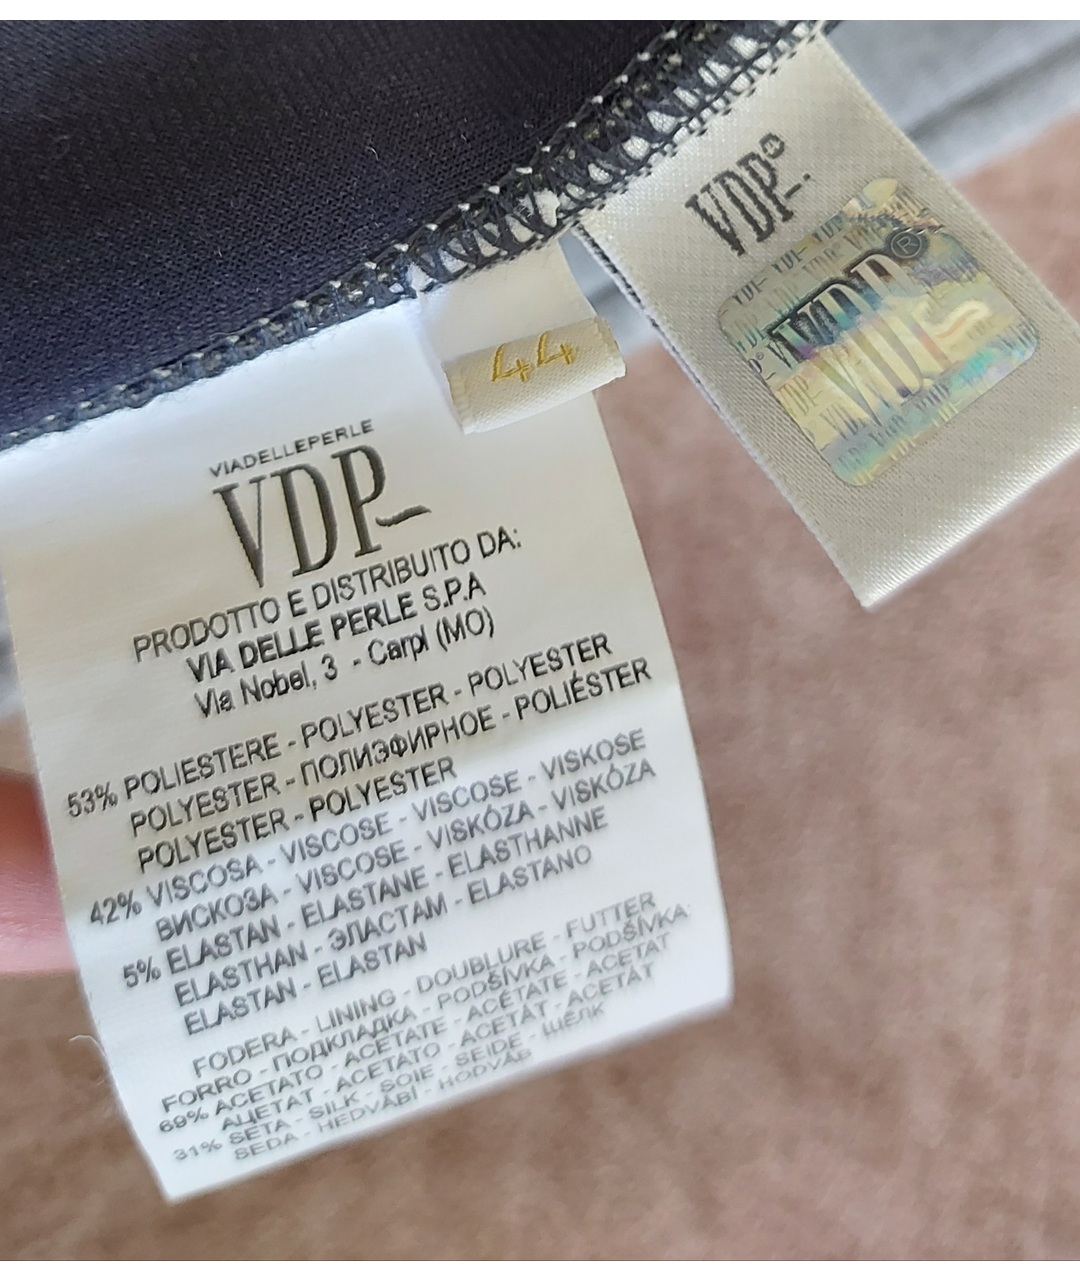 VIADELLEPERLE
VDP
PRODOTTO E DISTRIBUITO DA:
VIA DELLE PERLE S.P.A
Via Nobel, 3 - Carpi (MO)
53% POLIESTERE - POLYESTER - POLYESTER
POLYESTER - ПОЛИЭФИРНОЕ - POLIÉSTER
POLYESTER - POLYESTER
42% VISCOSA - VISCOSE - VISCOSE - VISKOSE
ВИСКОЗА - VISCOSE - VISKÓZA - VISKÓZA
5% ELASTAN - ELASTANE - ELASTHANNE
ELASTHAN - ЭЛАСТАМ - ELASTANO
ELASTAN - ELASTAN
FODERA - LINING - DOUBLURE - FUTTER
FORRO - ПОДКЛАДКА - PODŠÍVKA - PODŠÍVKA:
69% ACETATO - ACETATE - ACÉTATE - ACETAT
АЦЕТАТ - ACETATO - ACETÁT - ACETÁT
31% SETA - SILK - SOIE - SEIDE - ШЁЛК
SEDA - HEDVÁBÍ - HODVÁB
44
VDP
VDP®